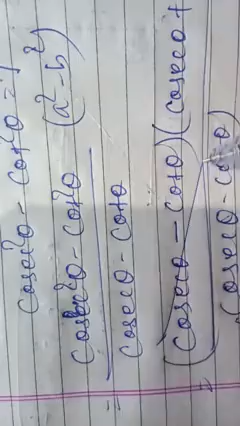 cosec²θ - cot²θ = 1
cosec²θ - cot²θ (a² - b²)
= cosecθ - cotθ
= (cosecθ - cotθ)(cosecθ +
(cosecθ - cotθ)